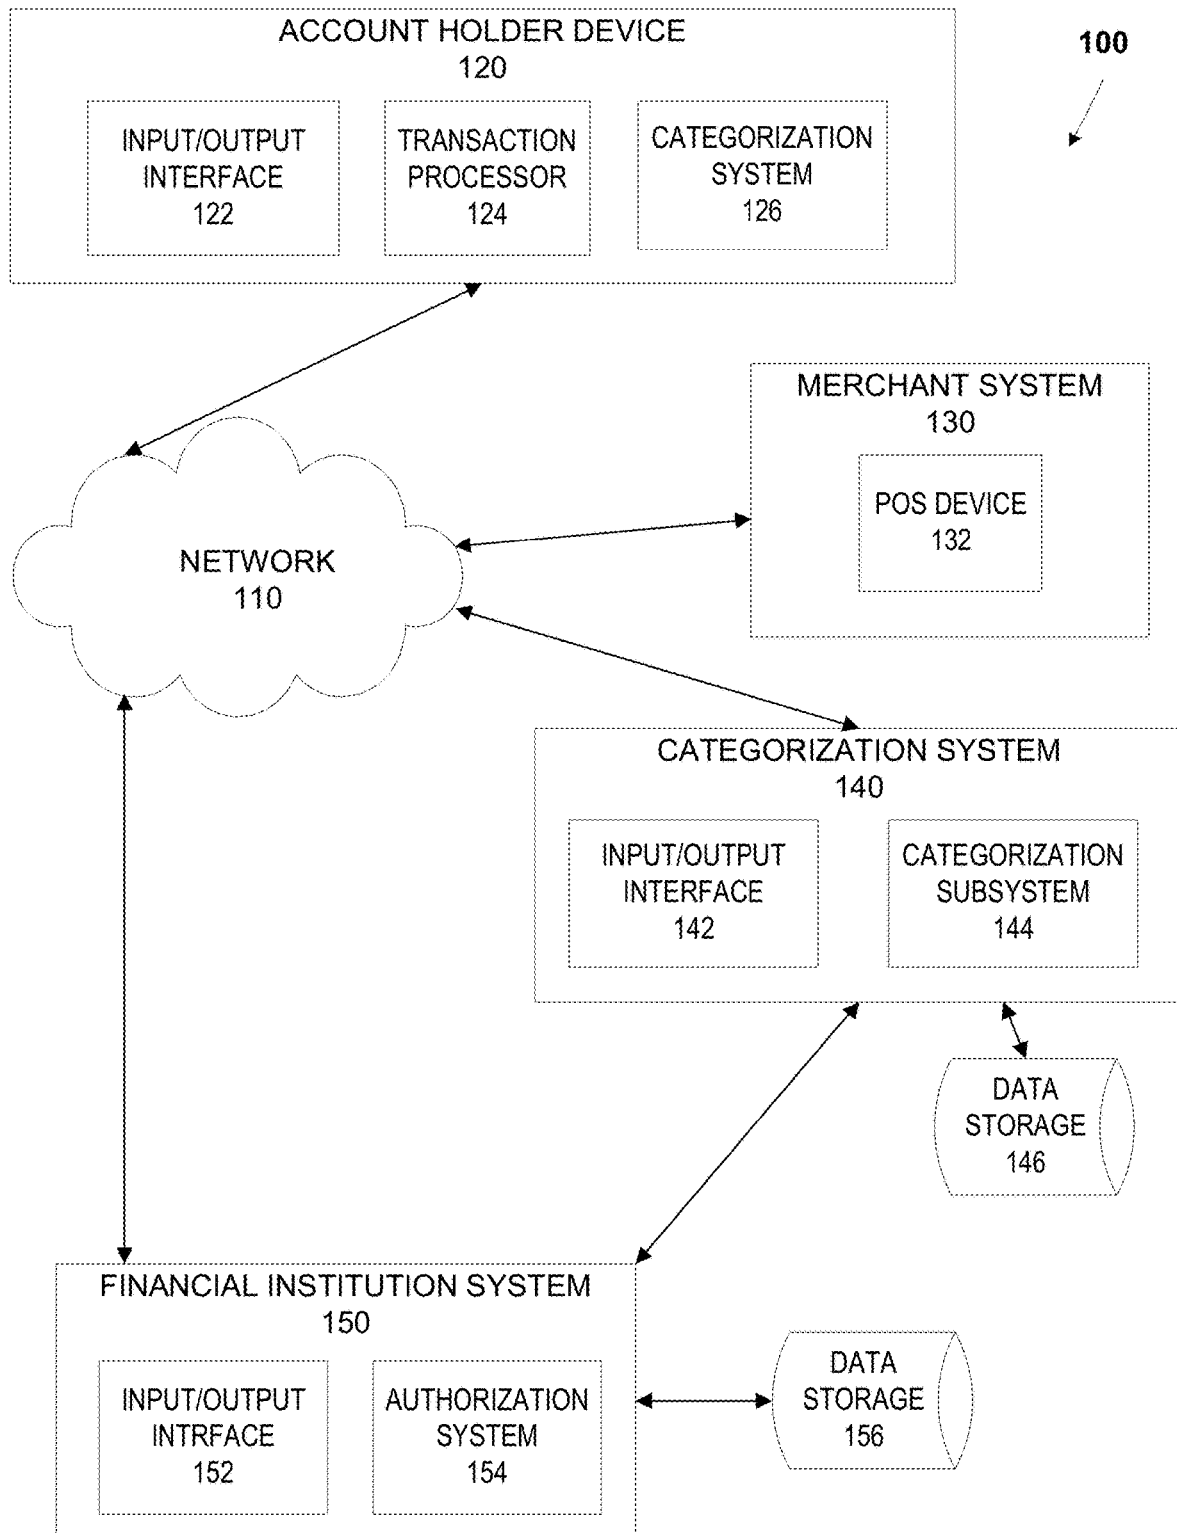 ACCOUNT HOLDER DEVICE
120
100
INPUT/OUTPUT
INTERFACE
122
TRANSACTION
PROCESSOR
124
CATEGORIZATION
SYSTEM
126
MERCHANT SYSTEM
130
POS DEVICE
132
NETWORK
110
CATEGORIZATION SYSTEM
140
INPUT/OUTPUT
INTERFACE
142
CATEGORIZATION
SUBSYSTEM
144
DATA
STORAGE
146
FINANCIAL INSTITUTION SYSTEM
150
INPUT/OUTPUT
INTRFACE
152
AUTHORIZATION
SYSTEM
154
DATA
STORAGE
156